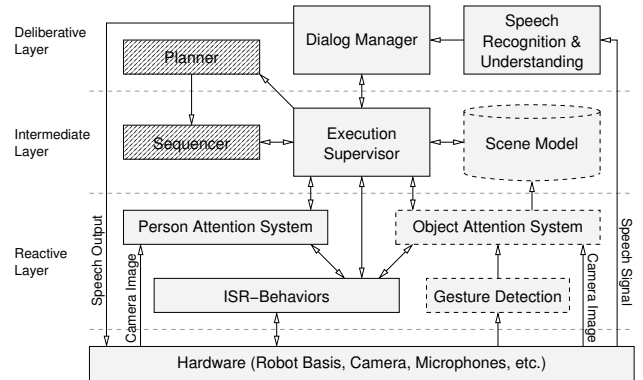 Deliberative
Layer
Planner
Dialog Manager
Speech
Recognition &
Understanding
Intermediate
Layer
Sequencer
Execution
Supervisor
Scene Model
Reactive
Layer
Speech Output
Camera Image
Person Attention System
Object Attention System
ISR−Behaviors
Gesture Detection
Camera Image
Speech Signal
Hardware (Robot Basis, Camera, Microphones, etc.)